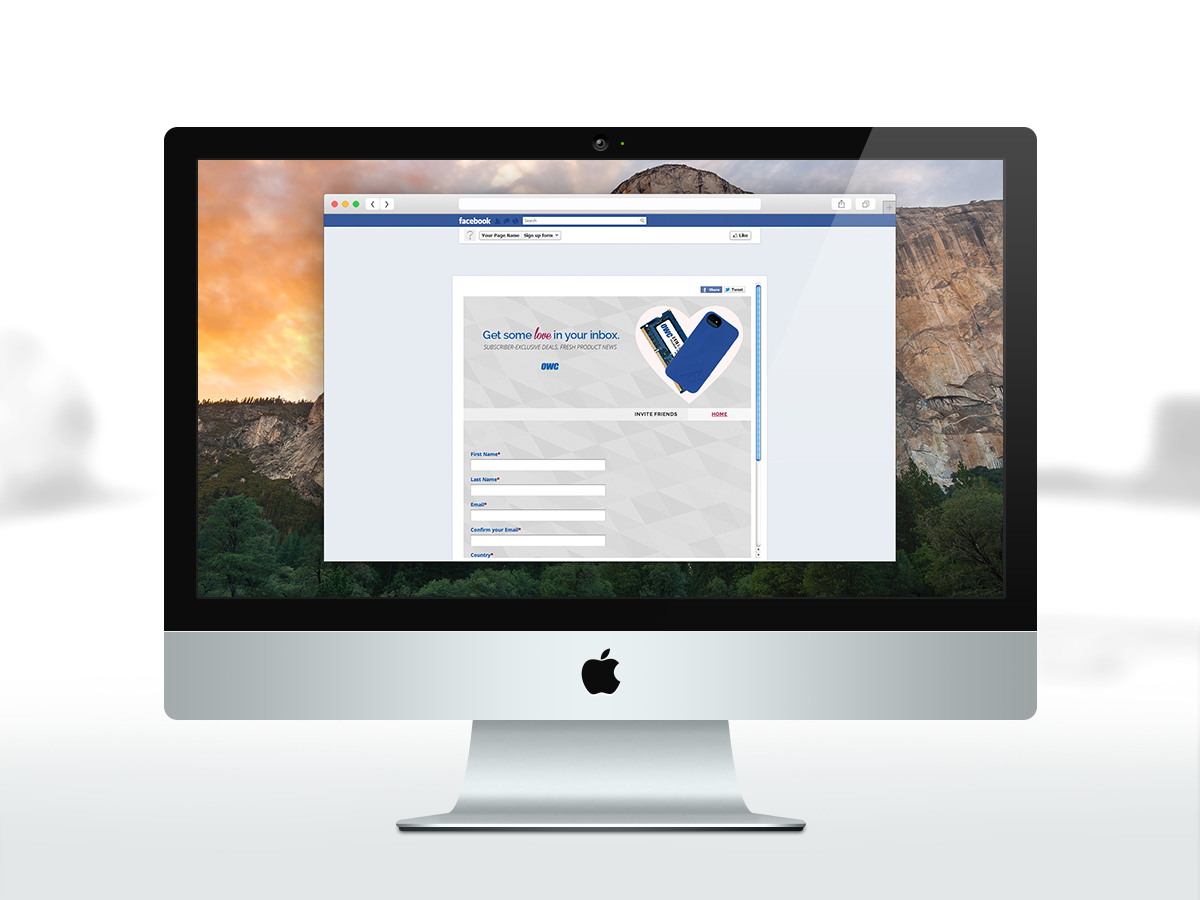 facebook
Search
?
Your Page Name Sign up form
Like
f Share
Tweet
Get some love in your inbox.
SUBSCRIBER-EXCLUSIVE DEALS, FRESH PRODUCT NEWS
OWC
OWC
INVITE FRIENDS
HOME
First Name*
Last Name*
Email*
Confirm your Email*
Country*